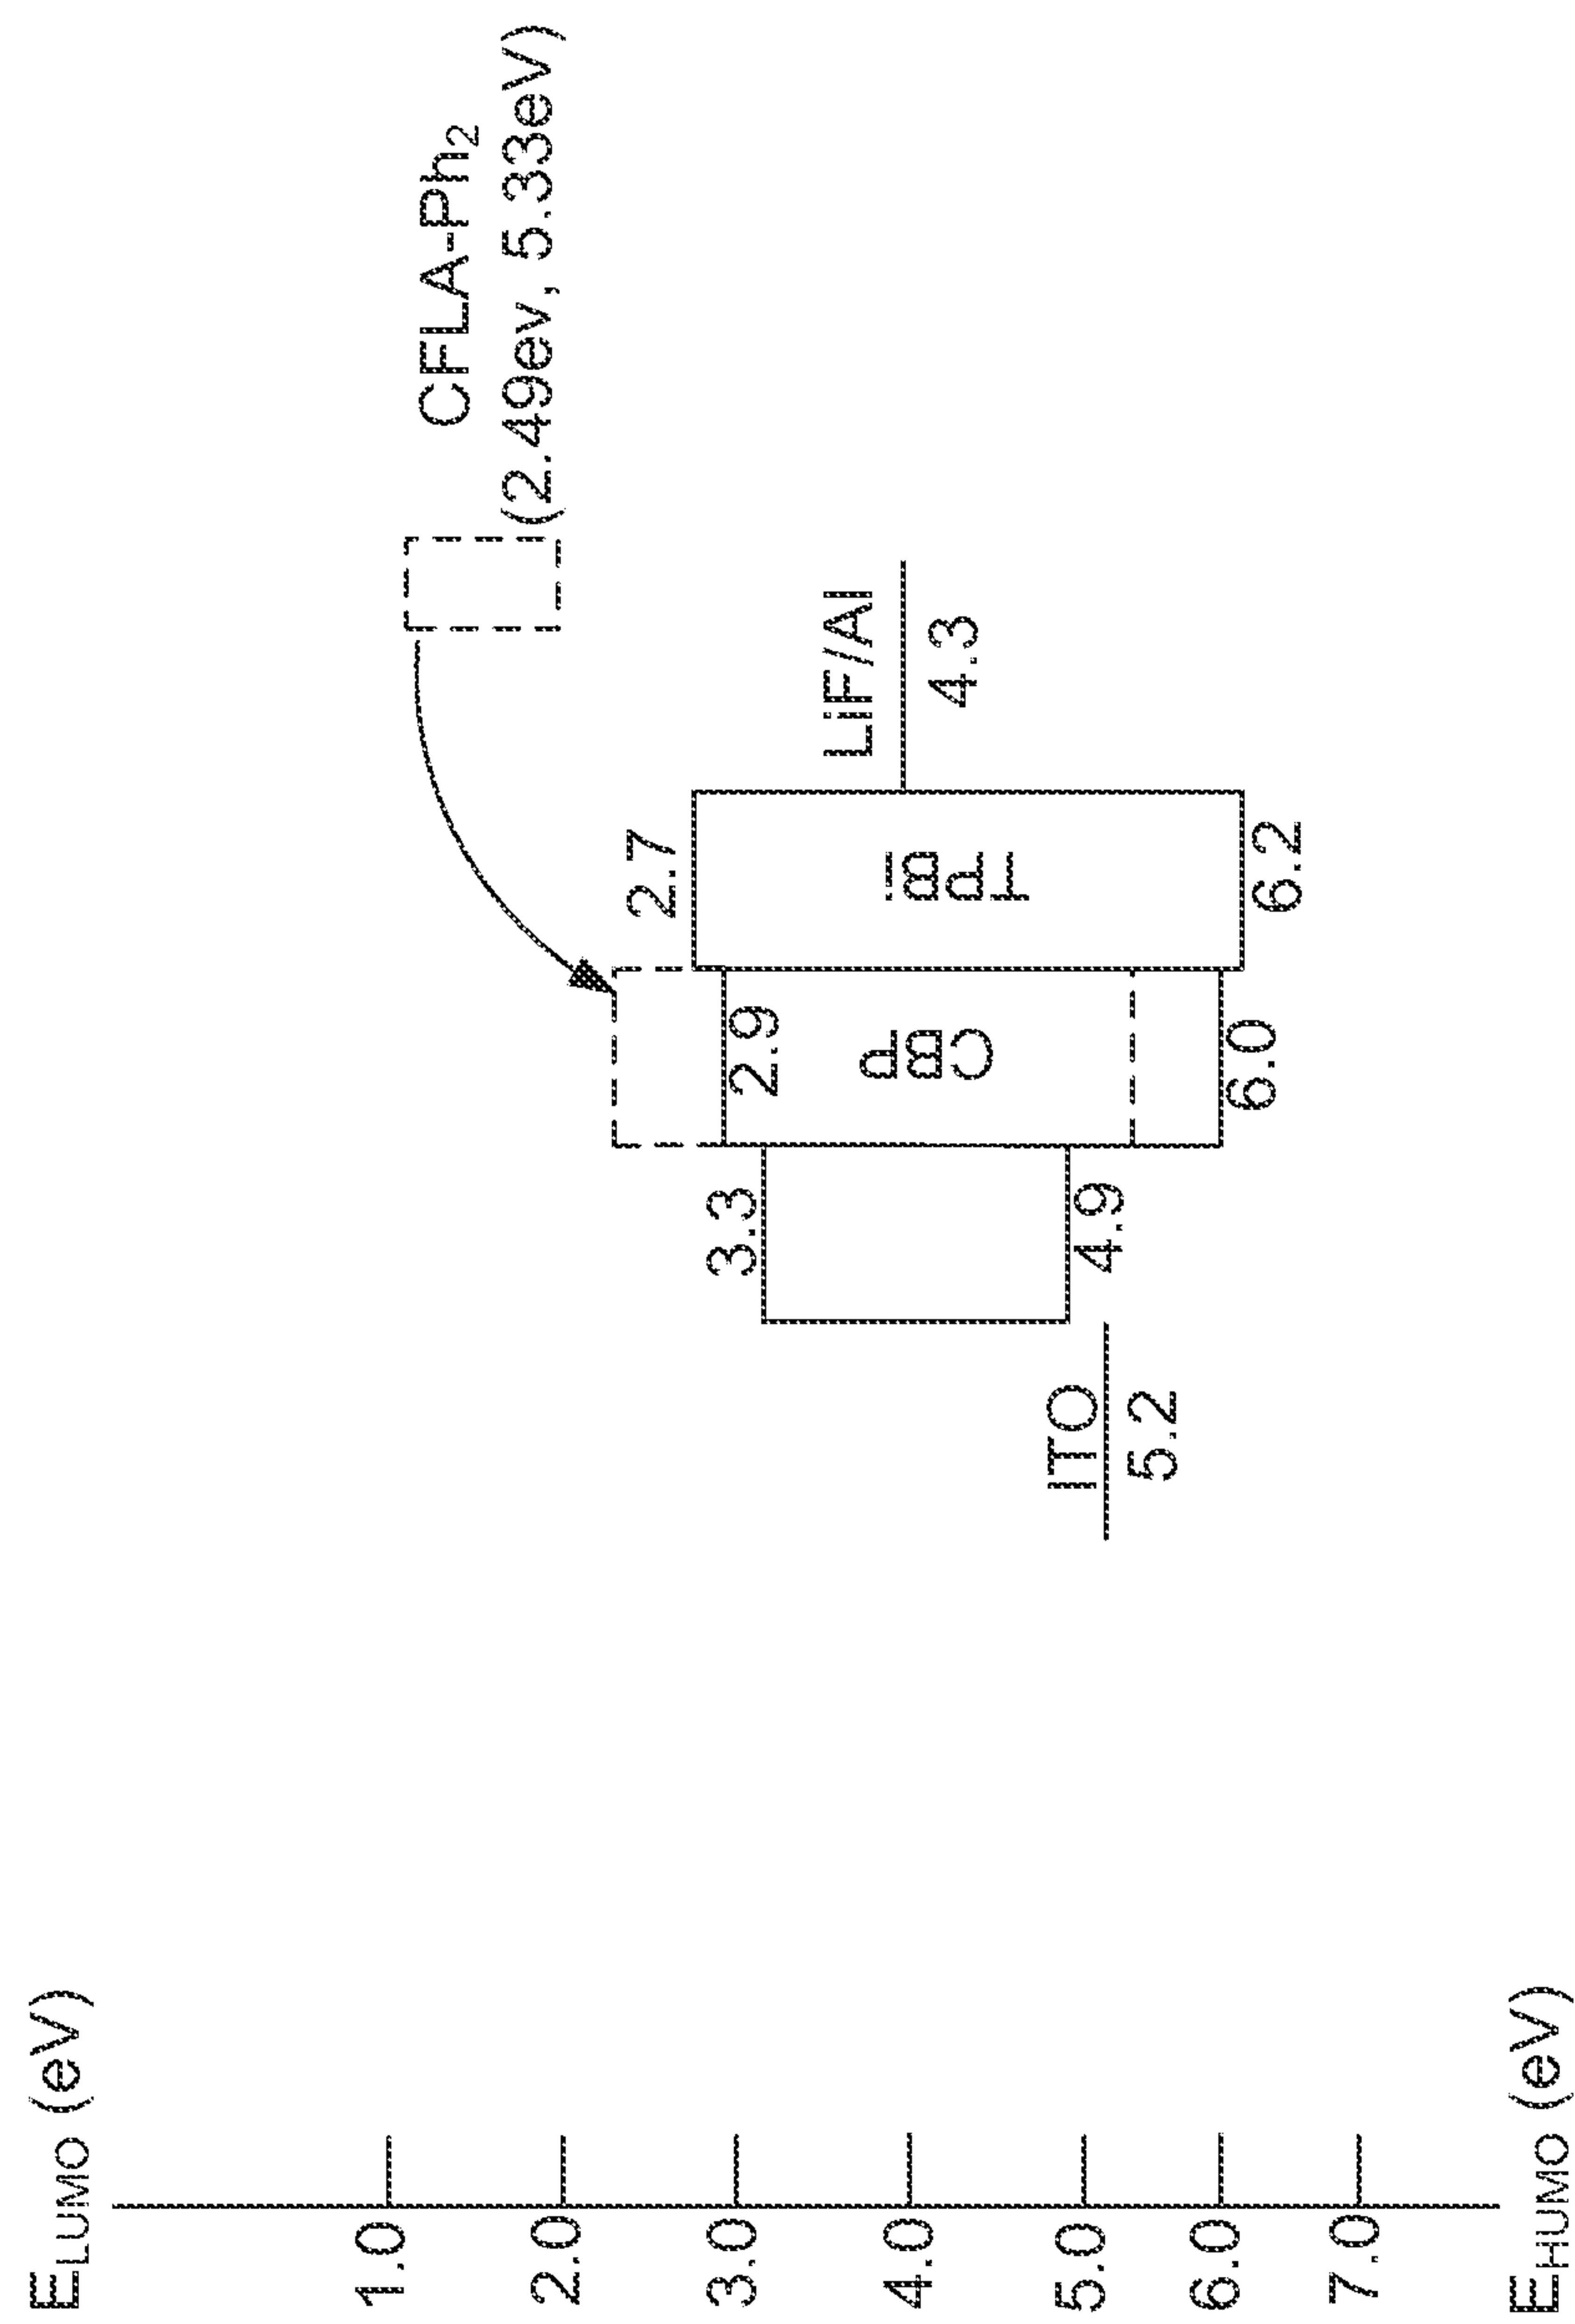 E_LUMO (eV)
1.0
2.0
3.0
4.0
5.0
6.0
7.0
E_HUMO (eV)
ITO
5.2
3.3
4.9
2.9
CBP
6.0
2.7
TPBi
6.2
LiF/Al
4.3
CFLA-Ph₂
(2.49ev, 5.33eV)